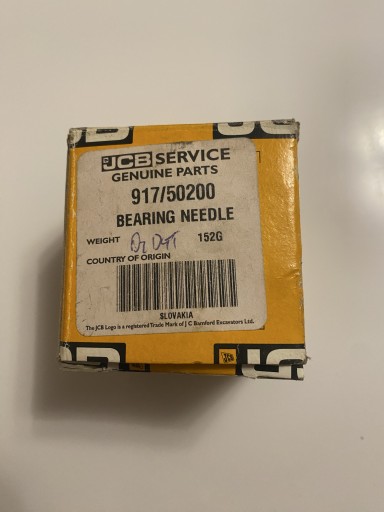 JCB SERVICE
GENUINE PARTS
917/50200
BEARING NEEDLE
WEIGHT 152G
COUNTRY OF ORIGIN
SLOVAKIA
The JCB Logo is a registered Trade Mark of J C Bamford Excavators Ltd.